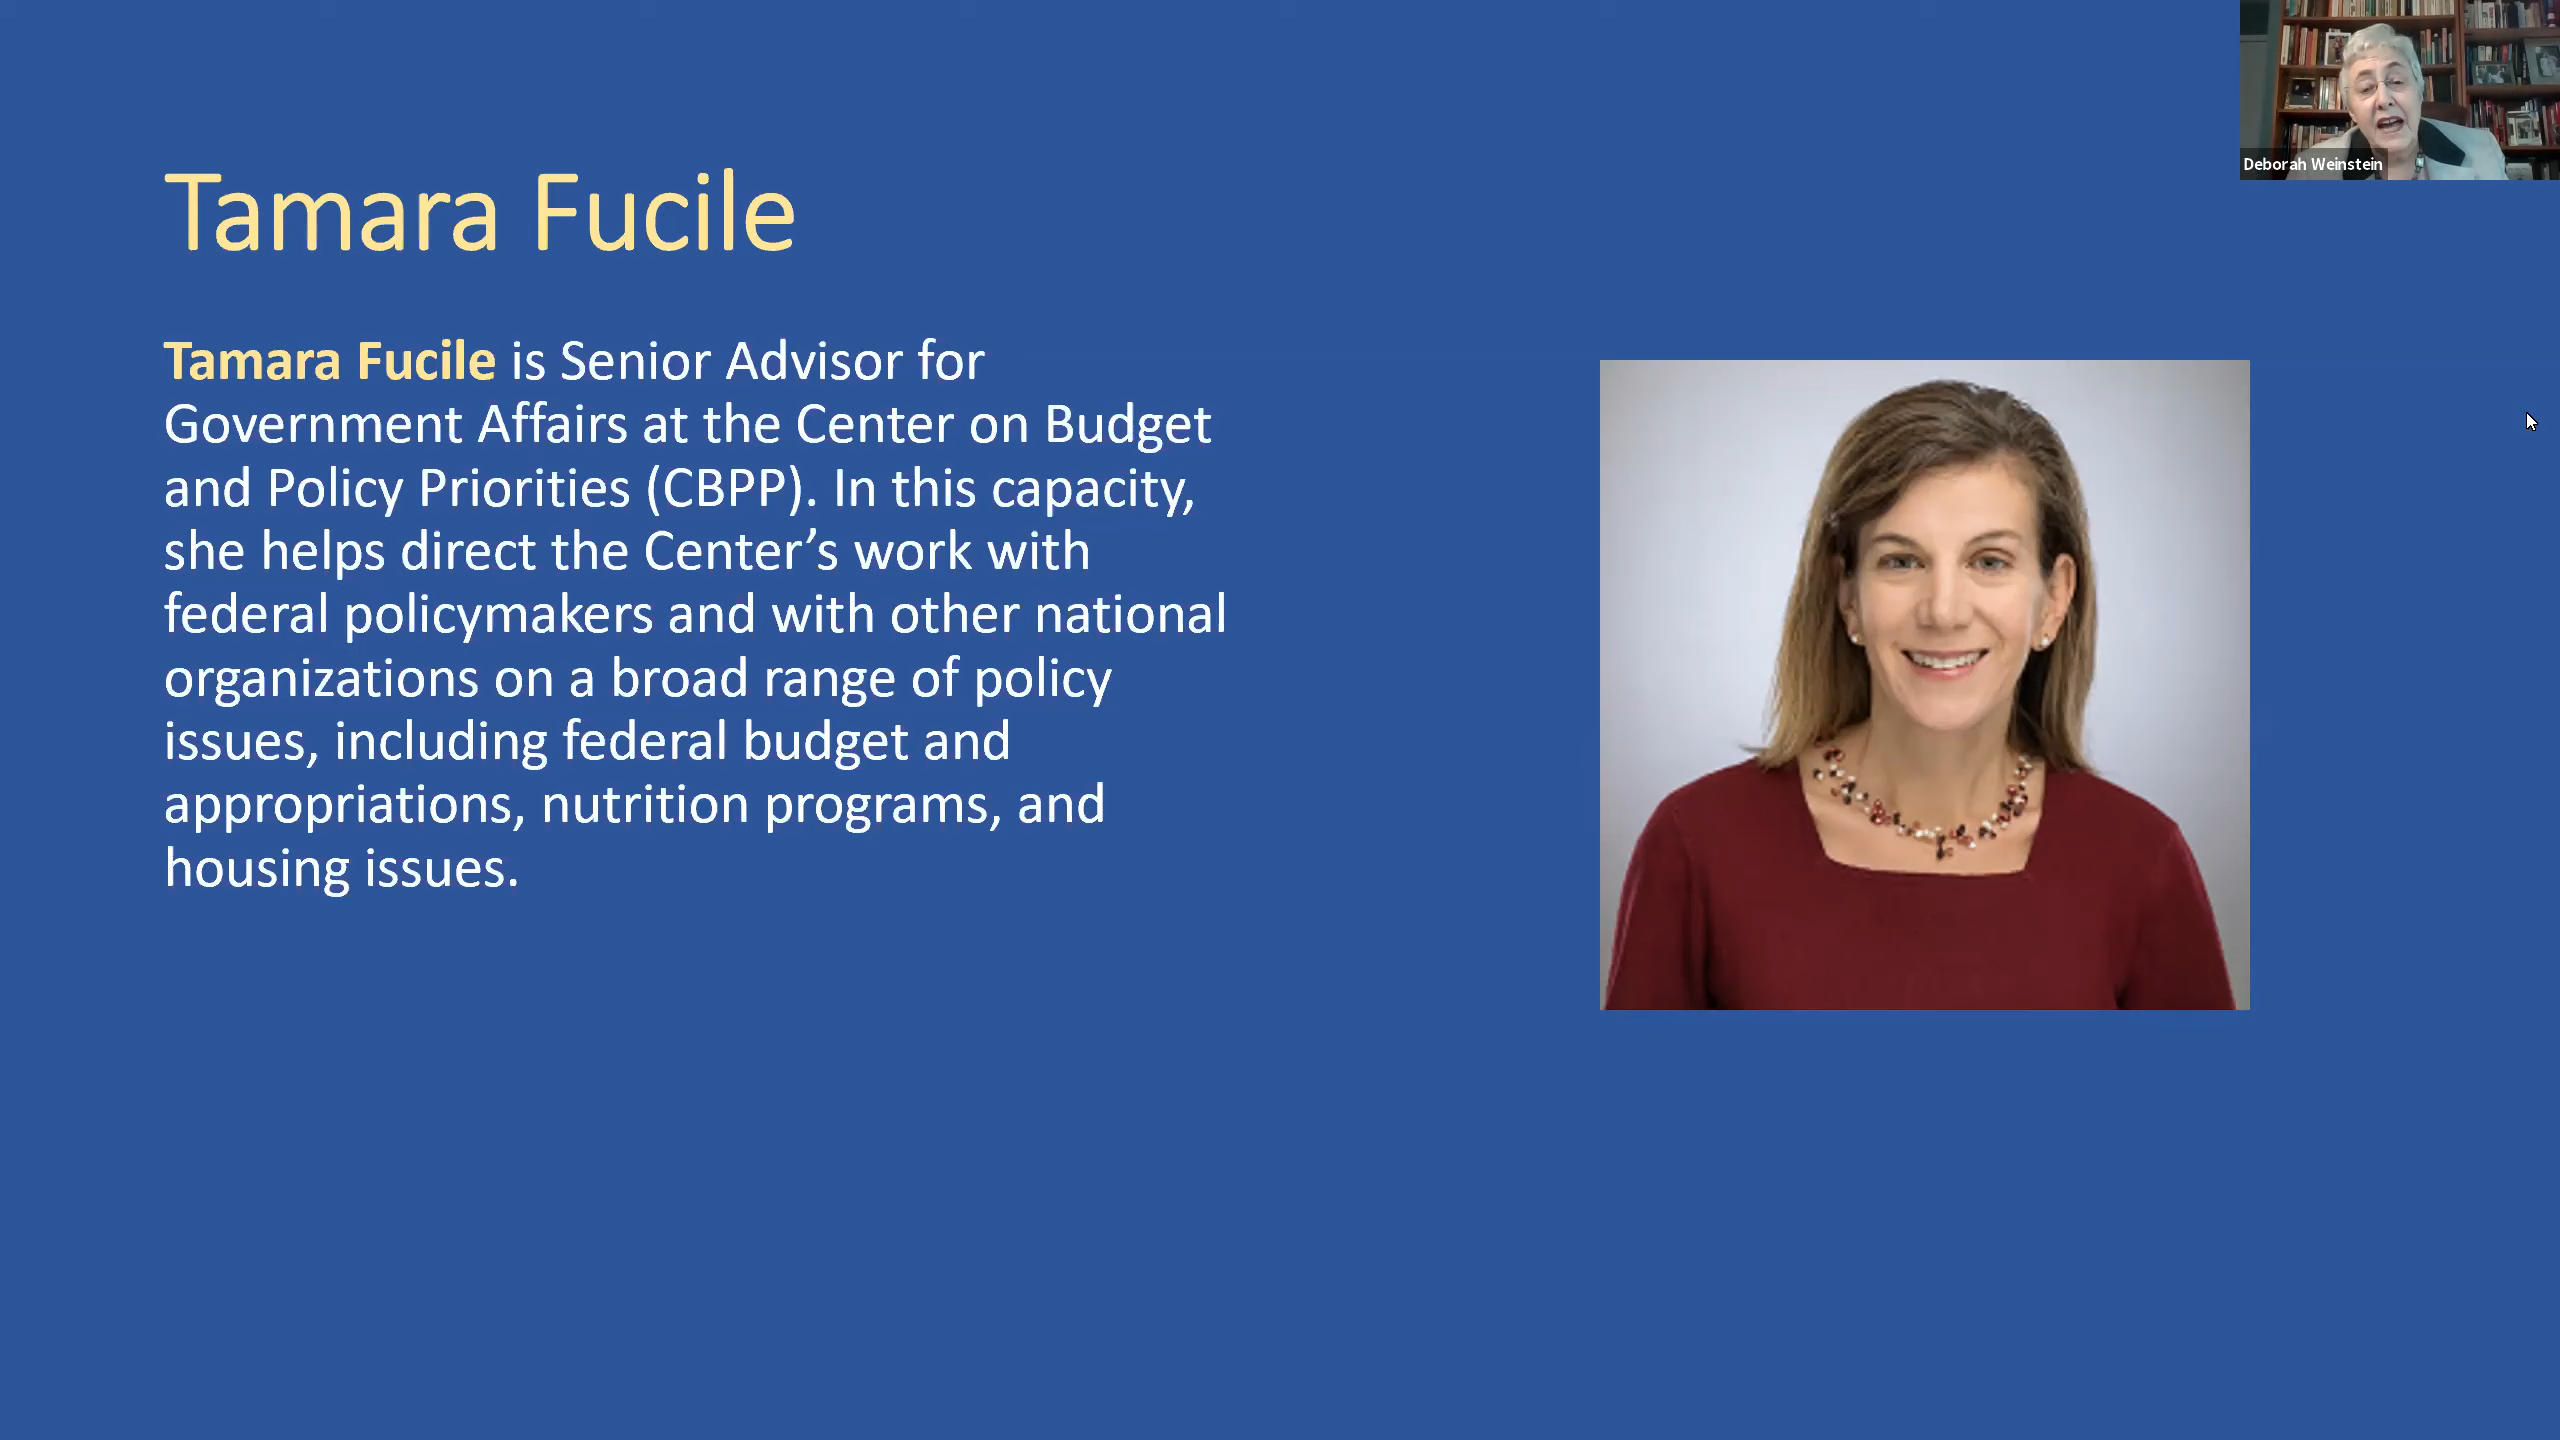 Deborah Weinstein
Tamara Fucile
Tamara Fucile is Senior Advisor for
Government Affairs at the Center on Budget
and Policy Priorities (CBPP). In this capacity,
she helps direct the Center’s work with
federal policymakers and with other national
organizations on a broad range of policy
issues, including federal budget and
appropriations, nutrition programs, and
housing issues.